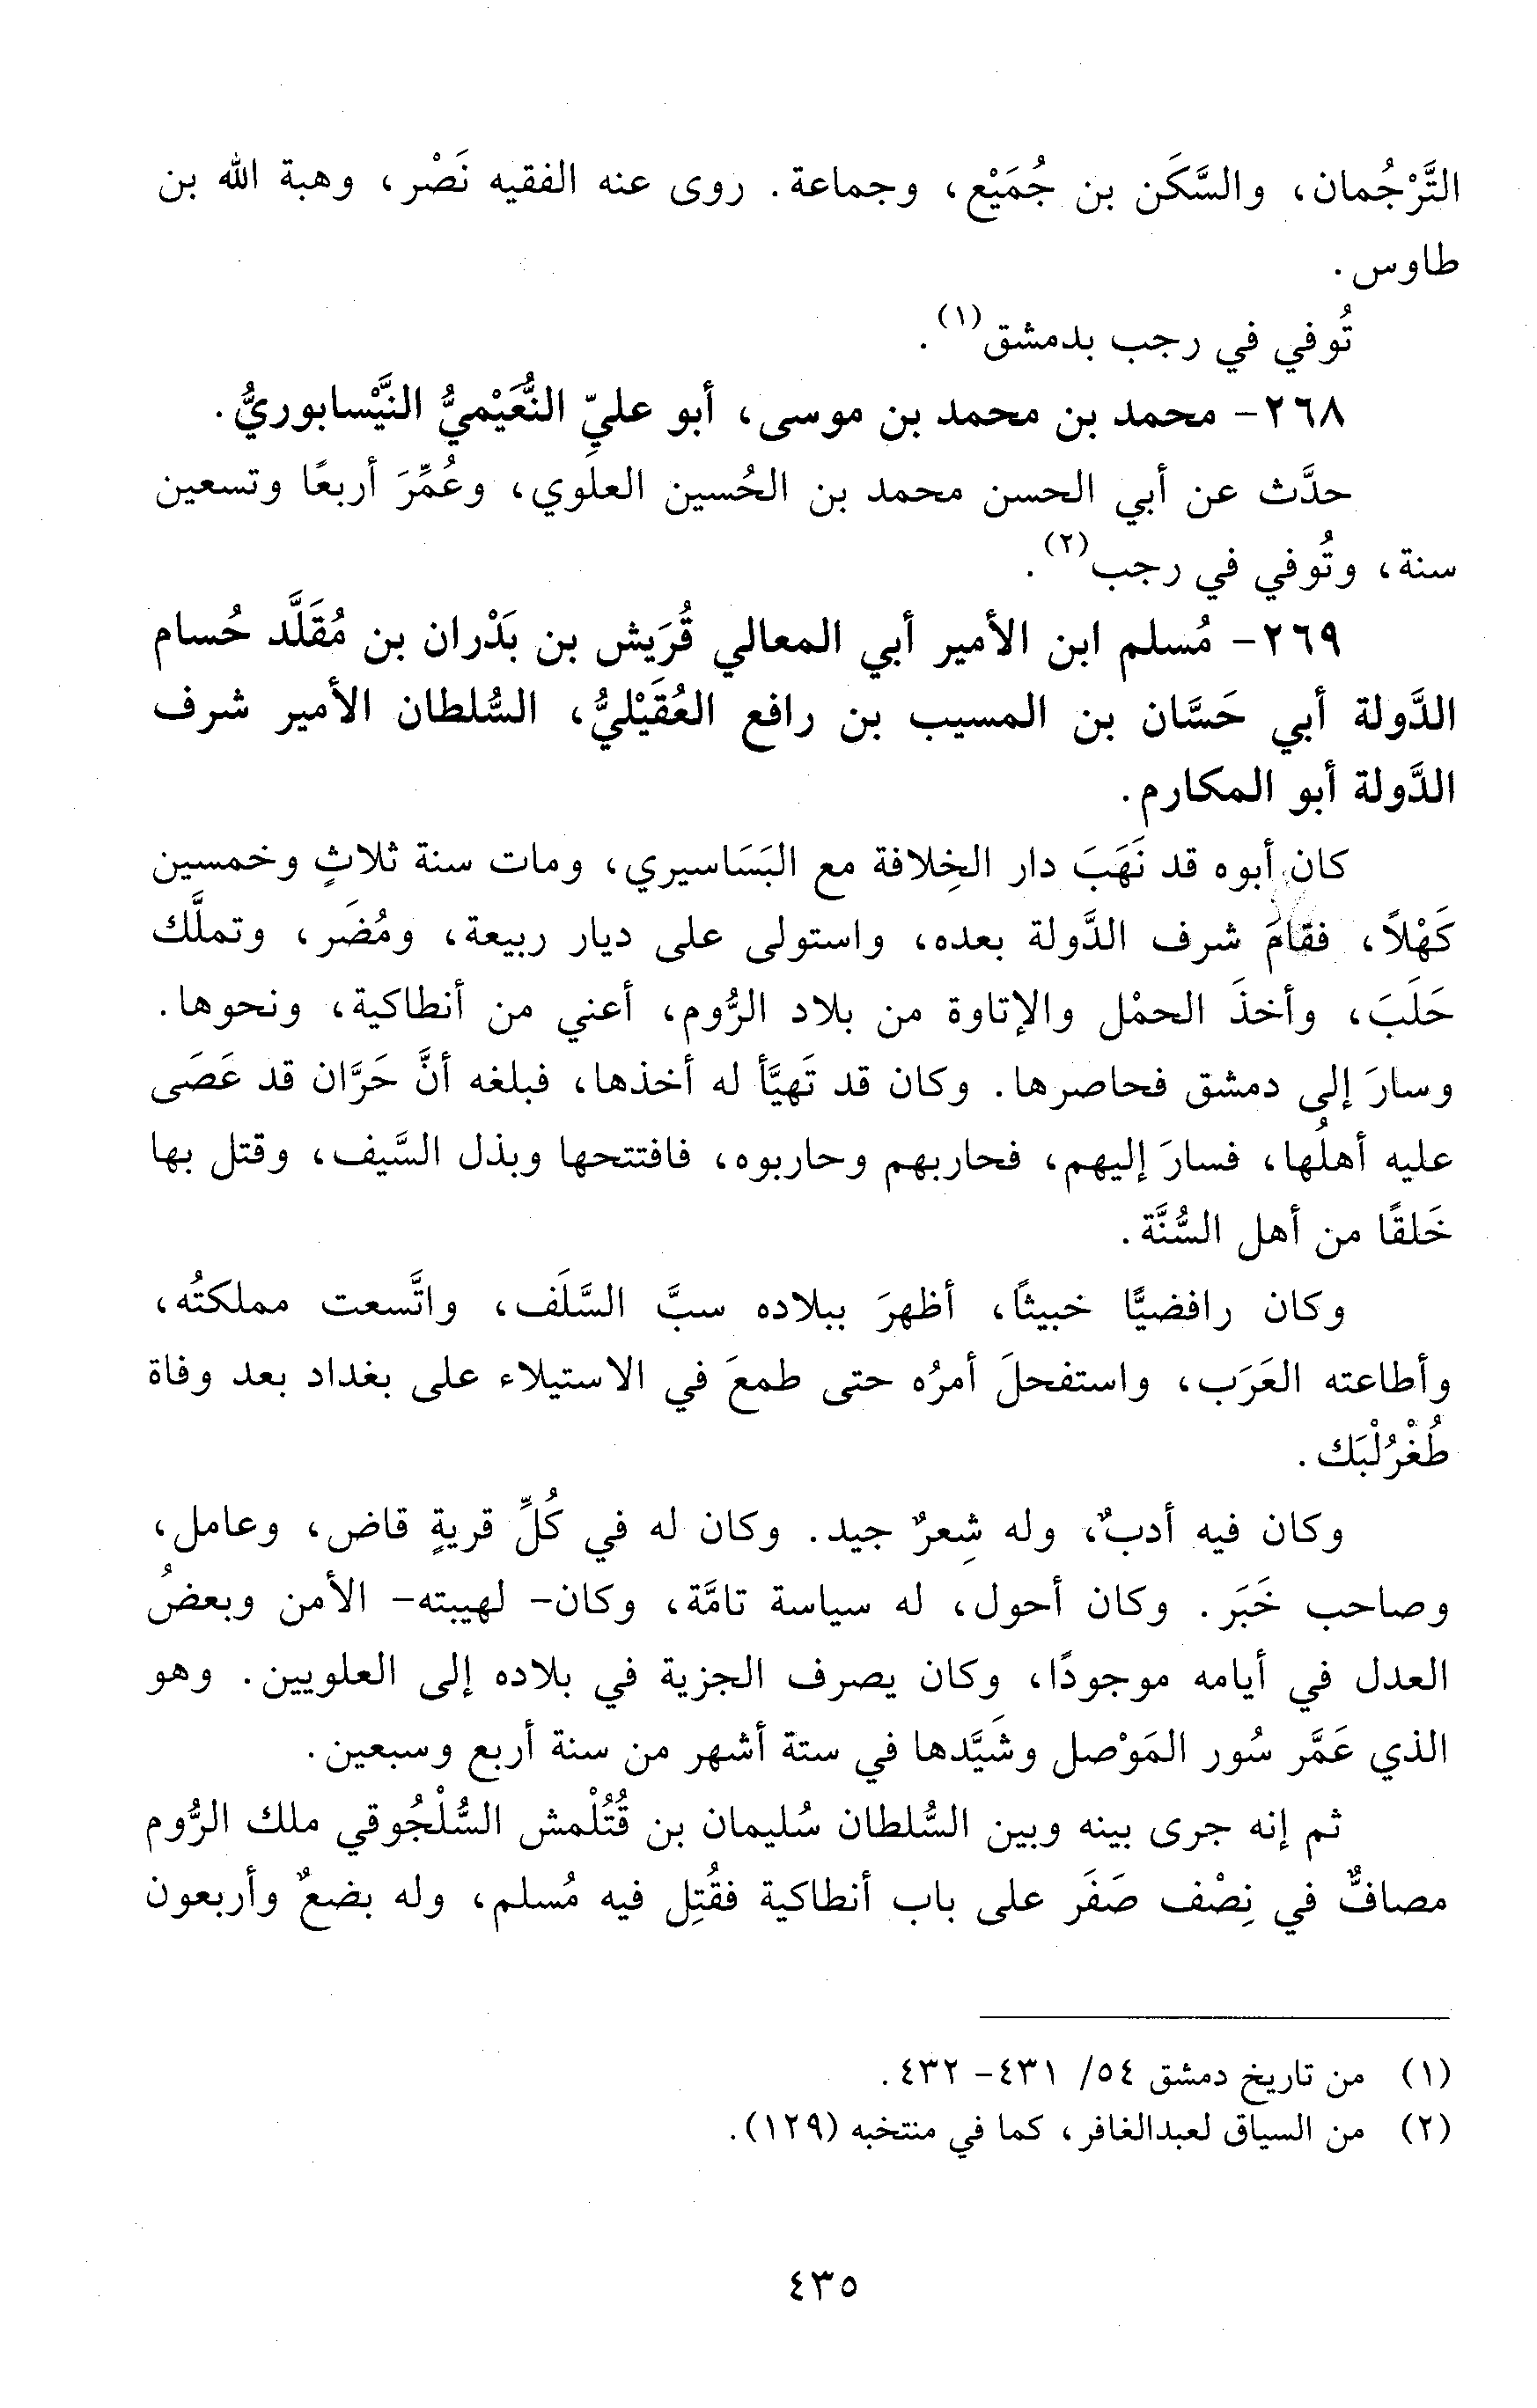 التَّرْجُمان، والسَّكَن بن جُمَيْع، وجماعة. روى عنه الفقيه نَصْر، وهبة الله بن
طاوس.
تُوفي في رجب بدمشق(١).
٢٦٨- محمد بن محمد بن موسى، أبو عليِّ النُّعَيْميُّ النَّيْسابوريُّ.
حدَّث عن أبي الحسن محمد بن الحُسين العلوي، وعُمِّرَ أربعًا وتسعين
سنة، وتُوفي في رجب(٢).
٢٦٩- مُسلم ابن الأمير أبي المعالي قُرَيش بن بَدْران بن مُقَلَّد حُسام
الدَّولة أبي حَسَّان بن المسيب بن رافع العُقَيْليُّ، السُّلطان الأمير شرف
الدَّولة أبو المكارم.
كان أبوه قد نَهَبَ دار الخِلافة مع البَسَاسيري، ومات سنة ثلاثٍ وخمسين
كَهْلاً، فقامَ شرف الدَّولة بعده، واستولى على ديار ربيعة، ومُضَر، وتملَّك
حَلَبَ، وأخذَ الحمْل والإتاوة من بلاد الرُّوم، أعني من أنطاكية، ونحوها.
وسارَ إلى دمشق فحاصرها. وكان قد تَهيَّأ له أخذها، فبلغه أنَّ حَرَّان قد عَصَى
عليه أهلُها، فسارَ إليهم، فحاربهم وحاربوه، فافتتحها وبذل السَّيف، وقتل بها
خَلقًا من أهل السُّنَّة.
وكان رافضيًّا خبيثًا، أظهرَ ببلاده سبَّ السَّلَف، واتَّسعت مملكتُه،
وأطاعته العَرَب، واستفحلَ أمرُه حتى طمعَ في الاستيلاء على بغداد بعد وفاة
طُغْرُلْبَك.
وكان فيه أدبٌ، وله شِعرٌ جيد. وكان له في كُلِّ قريةٍ قاض، وعامل،
وصاحب خَبَر. وكان أحول، له سياسة تامَّة، وكان- لهيبته- الأمن وبعضُ
العدل في أيامه موجودًا، وكان يصرف الجزية في بلاده إلى العلويين. وهو
الذي عَمَّر سُور المَوْصل وشَيَّدها في ستة أشهر من سنة أربع وسبعين.
ثم إنه جرى بينه وبين السُّلطان سُليمان بن قُتُلْمش السُّلْجُوقي ملك الرُّوم
مصافٌّ في نِصْف صَفَر على باب أنطاكية فقُتِل فيه مُسلم، وله بضعٌ وأربعون
(١) من تاريخ دمشق ٥٤/ ٤٣١- ٤٣٢.
(٢) من السياق لعبدالغافر، كما في منتخبه (١٢٩).
٤٣٥